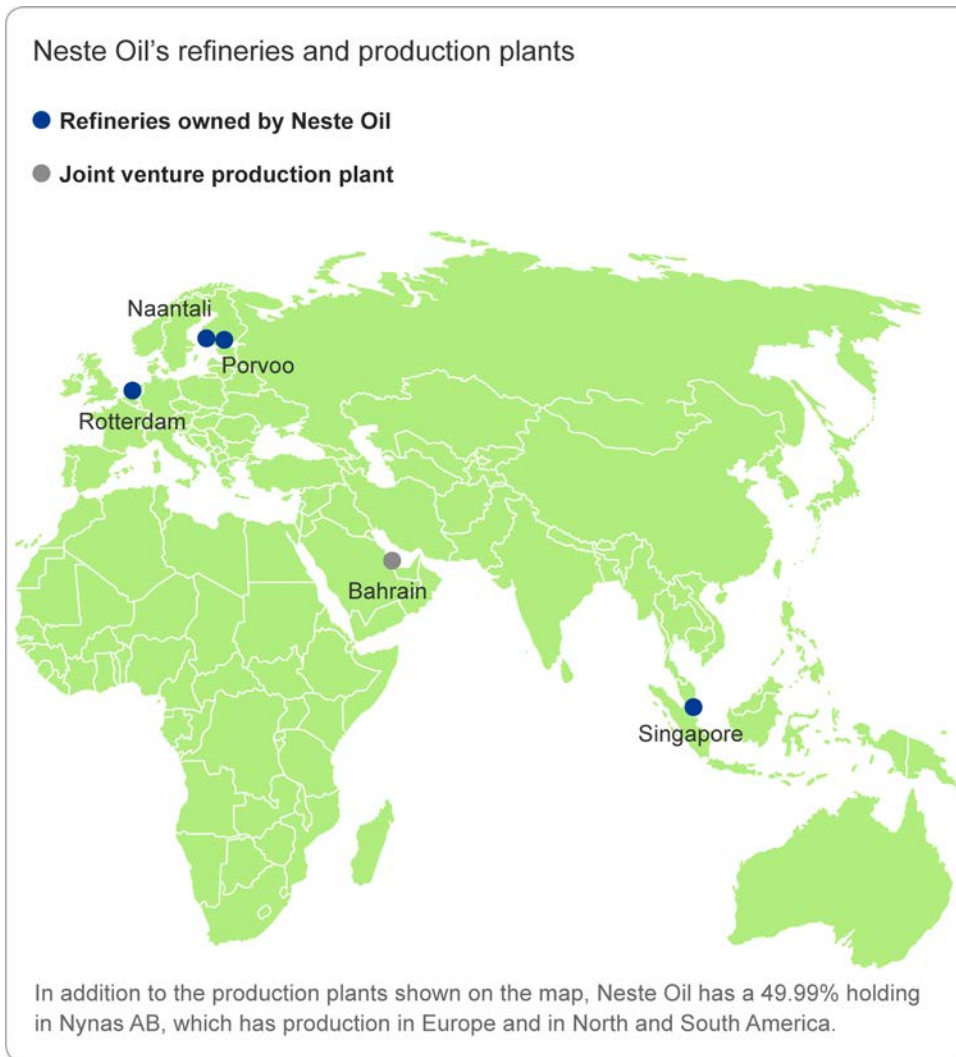 Neste Oil's refineries and production plants
Refineries owned by Neste Oil
Joint venture production plant
Naantali
Porvoo
Rotterdam
Bahrain
Singapore
In addition to the production plants shown on the map, Neste Oil has a 49.99% holding
in Nynas AB, which has production in Europe and in North and South America.